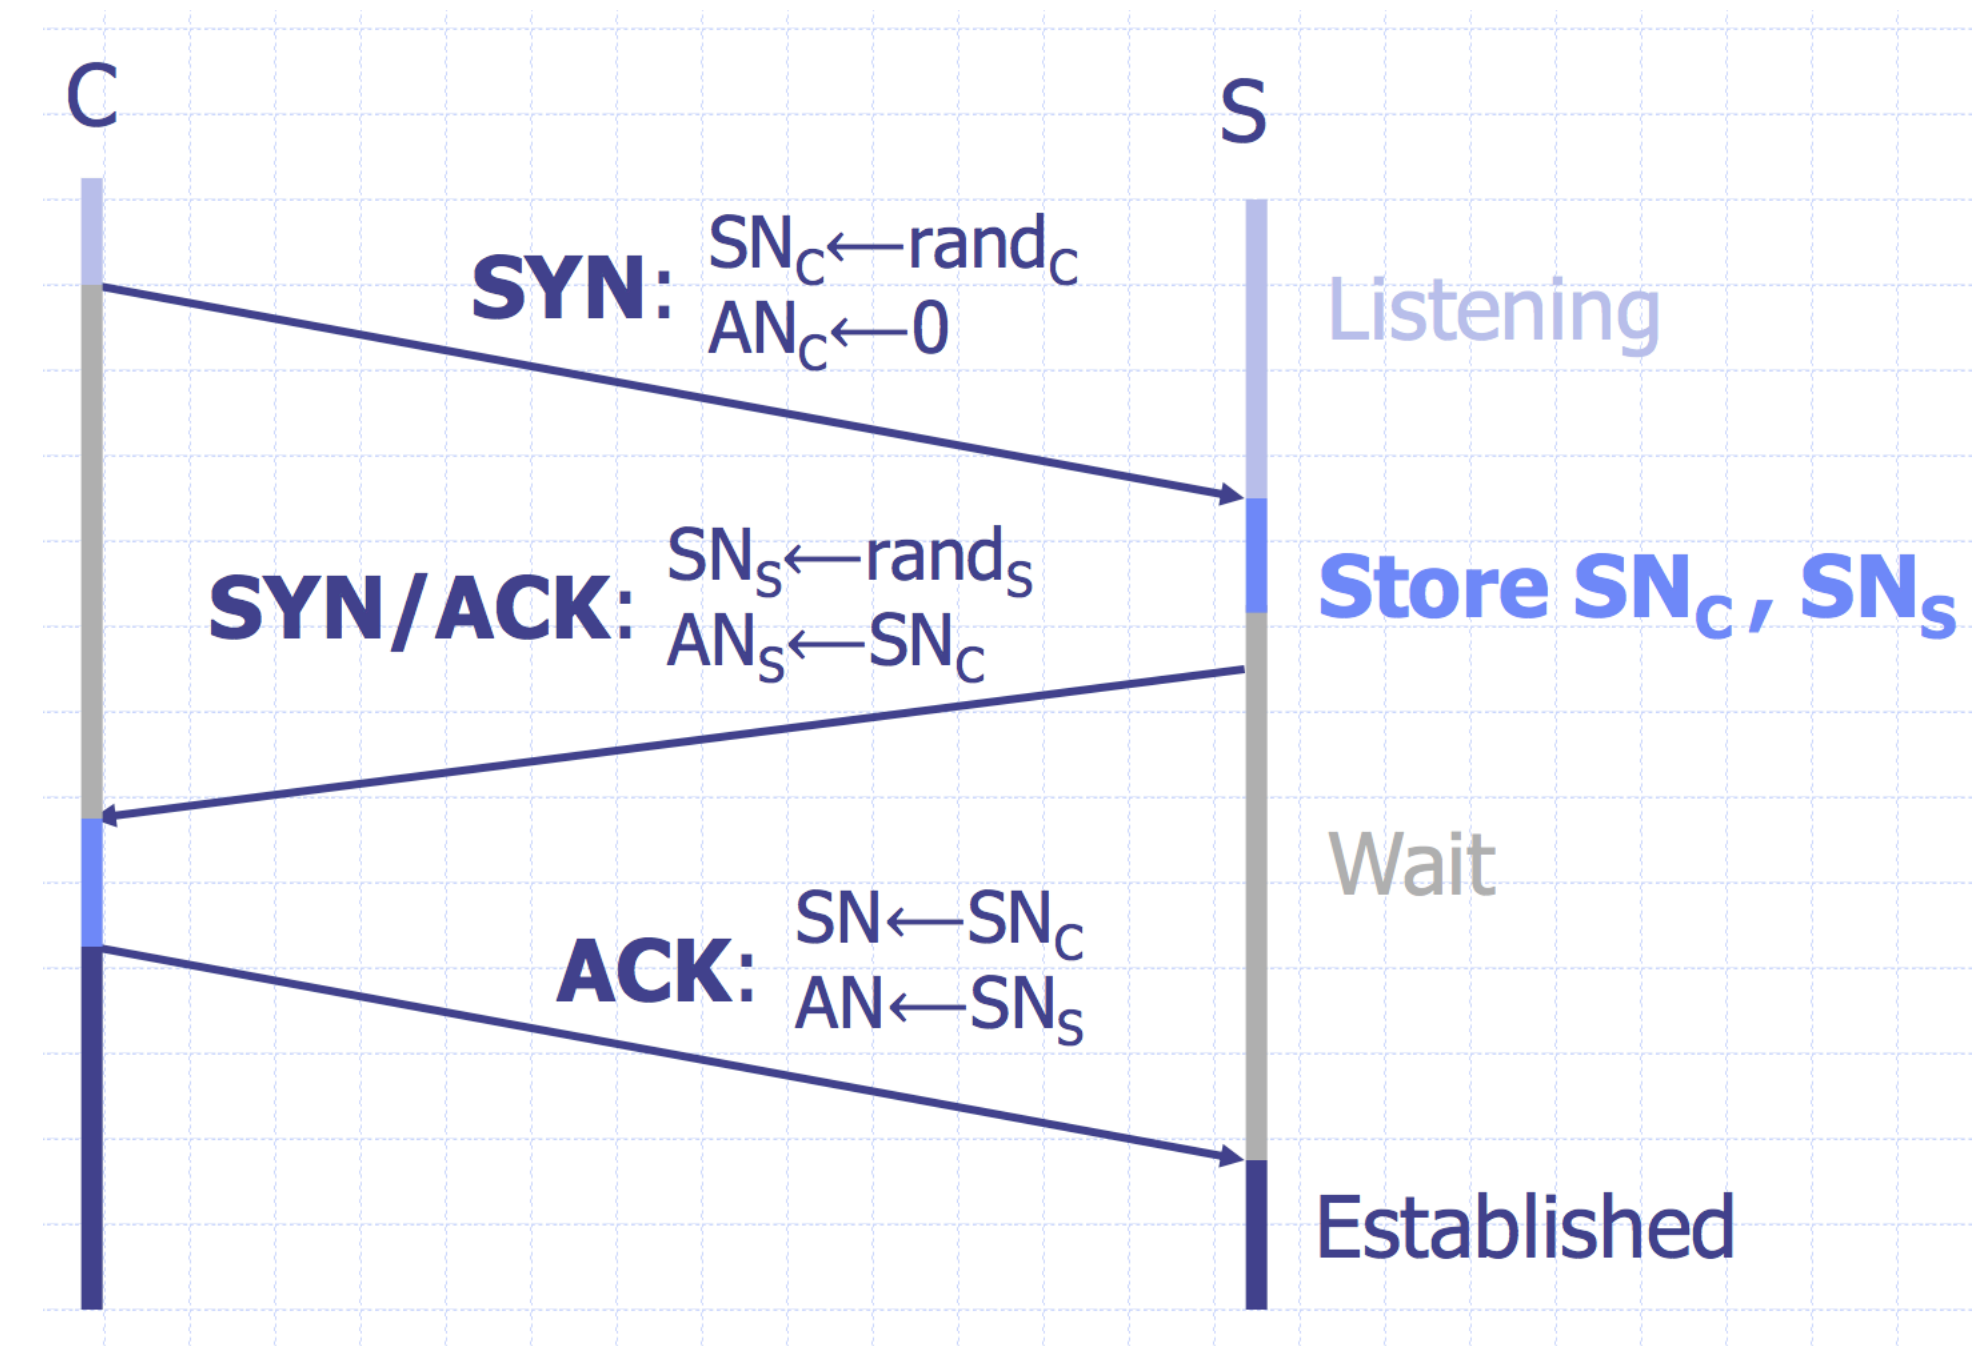 C
S
SYN: SN_C←rand_C
AN_C←0
Listening
SYN/ACK: SN_S←rand_S
AN_S←SN_C
Store SN_C, SN_S
Wait
ACK: SN←SN_C
AN←SN_S
Established